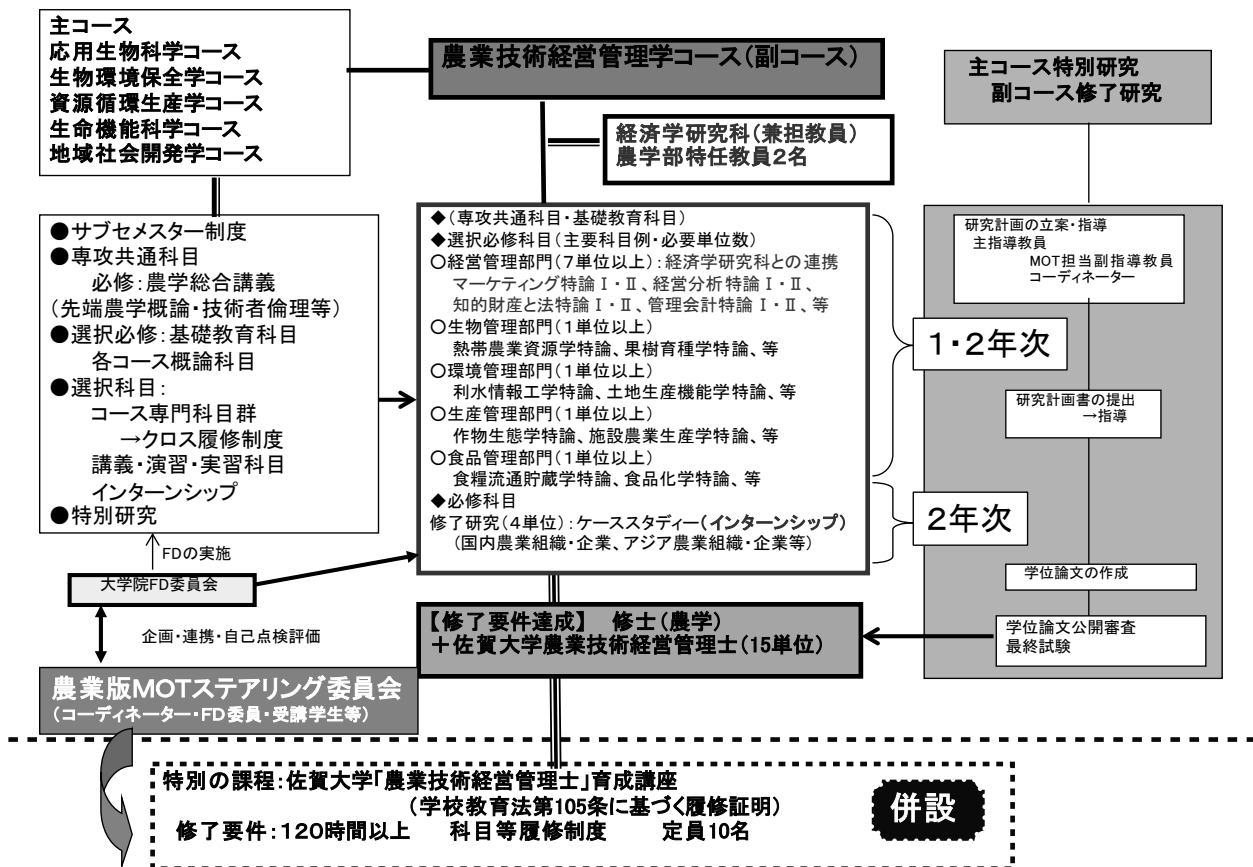 主コース
応用生物科学コース
生物環境保全学コース
資源循環生産学コース
生命機能科学コース
地域社会開発学コース
農業技術経営管理学コース(副コース)
経済学研究科(兼担教員)
農学部特任教員2名
主コース特別研究
副コース修了研究
●サブセメスター制度
●専攻共通科目
必修:農学総合講義
(先端農学概論・技術者倫理等)
●選択必修:基礎教育科目
各コース概論科目
●選択科目:
コース専門科目群
→クロス履修制度
講義・演習・実習科目
インターンシップ
●特別研究
◆(専攻共通科目・基礎教育科目)
◆選択必修科目(主要科目例・必要単位数)
○経営管理部門(7単位以上):経済学研究科との連携
マーケティング特論Ⅰ・Ⅱ、経営分析特論Ⅰ・Ⅱ、
知的財産と法特論Ⅰ・Ⅱ、管理会計特論Ⅰ・Ⅱ、等
○生物管理部門(1単位以上)
熱帯農業資源学特論、果樹育種学特論、等
○環境管理部門(1単位以上)
利水情報工学特論、土地生産機能学特論、等
○生産管理部門(1単位以上)
作物生態学特論、施設農業生産学特論、等
○食品管理部門(1単位以上)
食糧流通貯蔵学特論、食品化学特論、等
◆必修科目
修了研究(4単位):ケーススタディー(インターンシップ)
(国内農業組織・企業、アジア農業組織・企業等)
1・2年次
2年次
研究計画の立案・指導
主指導教員
MOT担当副指導教員
コーディネーター
研究計画書の提出
→指導
学位論文の作成
学位論文公開審査
最終試験
FDの実施
大学院FD委員会
企画・連携・自己点検評価
農業版MOTステアリング委員会
(コーディネーター・FD委員・受講学生等)
【修了要件達成】 修士(農学)
+佐賀大学農業技術経営管理士(15単位)
特別の課程:佐賀大学「農業技術経営管理士」育成講座
(学校教育法第105条に基づく履修証明)
修了要件:120時間以上 科目等履修制度 定員10名
併設